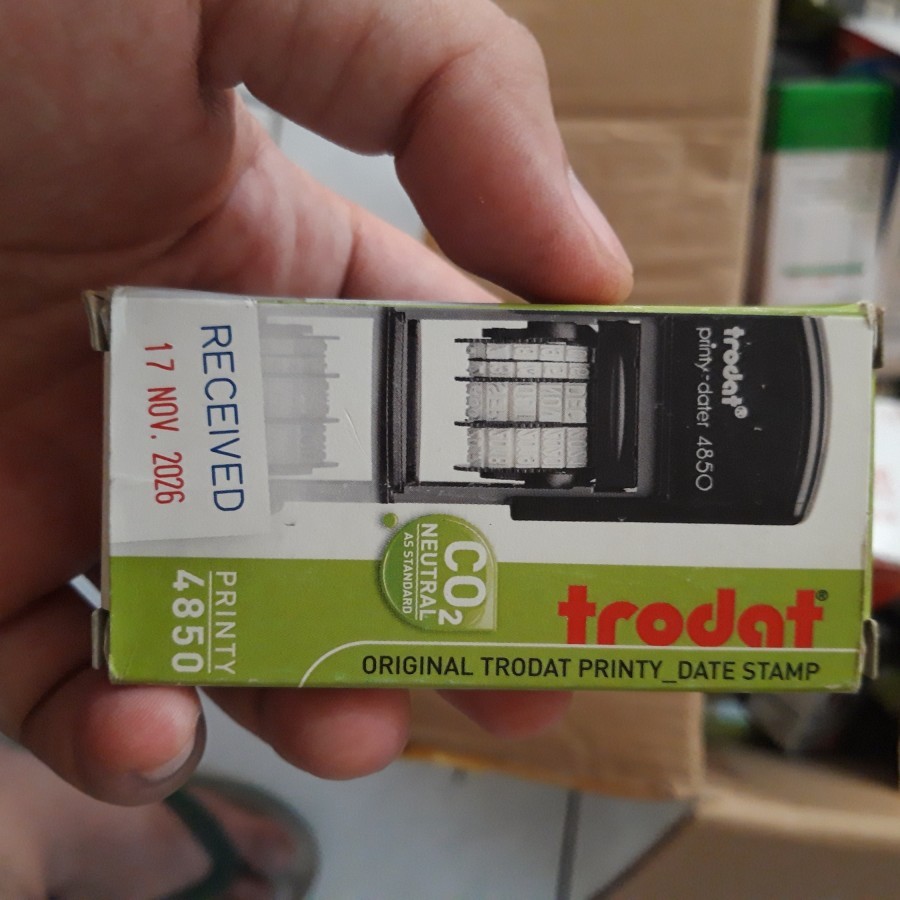 RECEIVED
17 NOV. 2026
trodat®
printy-dater 4850
CO2
NEUTRAL
AS STANDARD
PRINTY
4850
trodat®
ORIGINAL TRODAT PRINTY_DATE STAMP